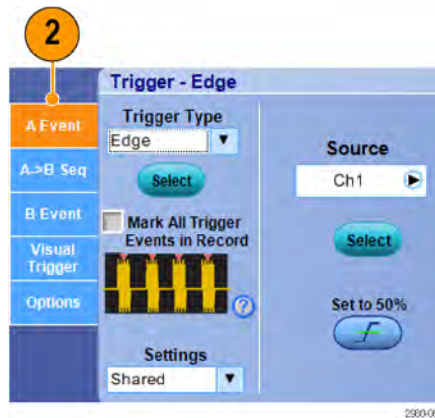 2
Trigger - Edge
A Event
A->B Seq
B Event
Visual
Trigger
Options
Trigger Type
Edge
Select
Mark All Trigger
Events in Record
?
Settings
Shared
Source
Ch1
Select
Set to 50%